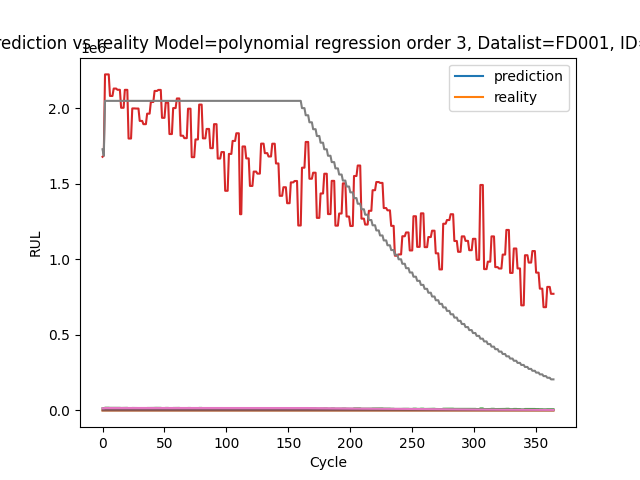 rediction vs reality Model=polynomial regression order 3, Datalist=FD001, ID=
1e6
prediction
reality
2.0
1.5
1.0
0.5
0.0
RUL
0 50 100 150 200 250 300 350
Cycle